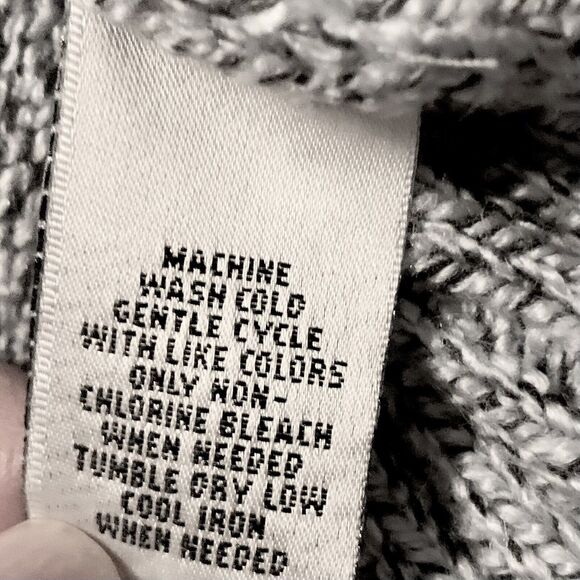 MACHINE
WASH COLD
GENTLE CYCLE
WITH LIKE COLORS
ONLY NON-
CHLORINE BLEACH
WHEN NEEDED
TUMBLE DRY LOW
COOL IRON
WHEN NEEDED